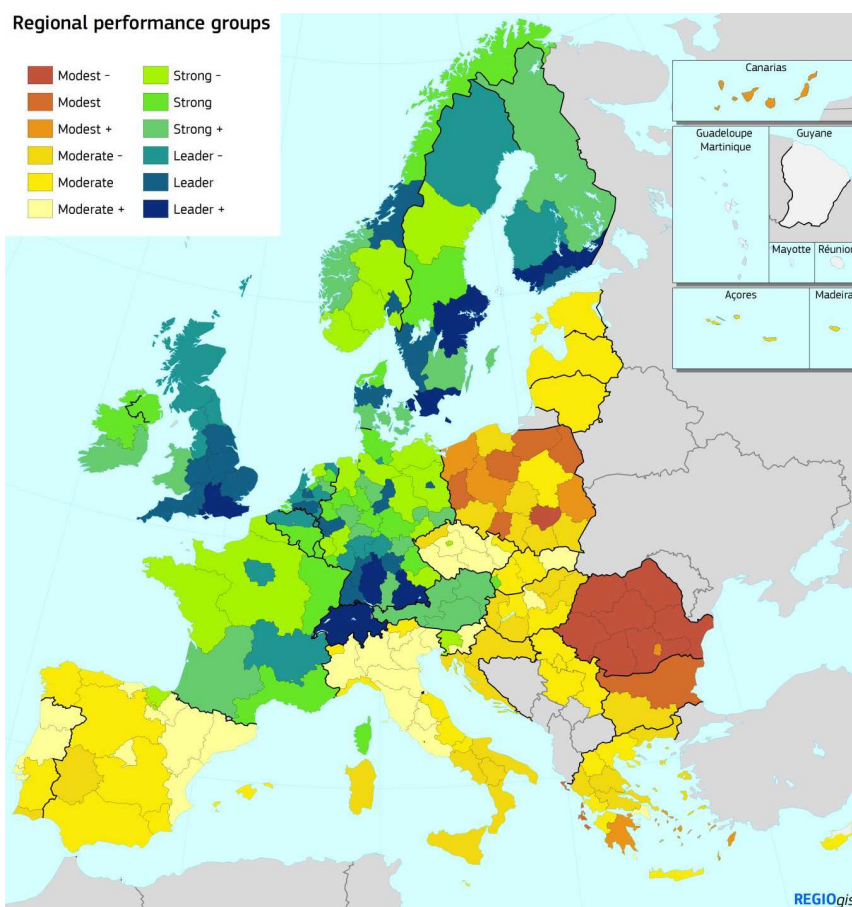 Regional performance groups
Modest -
Modest
Modest +
Moderate -
Moderate
Moderate +
Strong -
Strong
Strong +
Leader -
Leader
Leader +
Canarias
Guadeloupe
Martinique
Guyane
Mayotte
Réunion
Açores
Madeira
REGIOgis